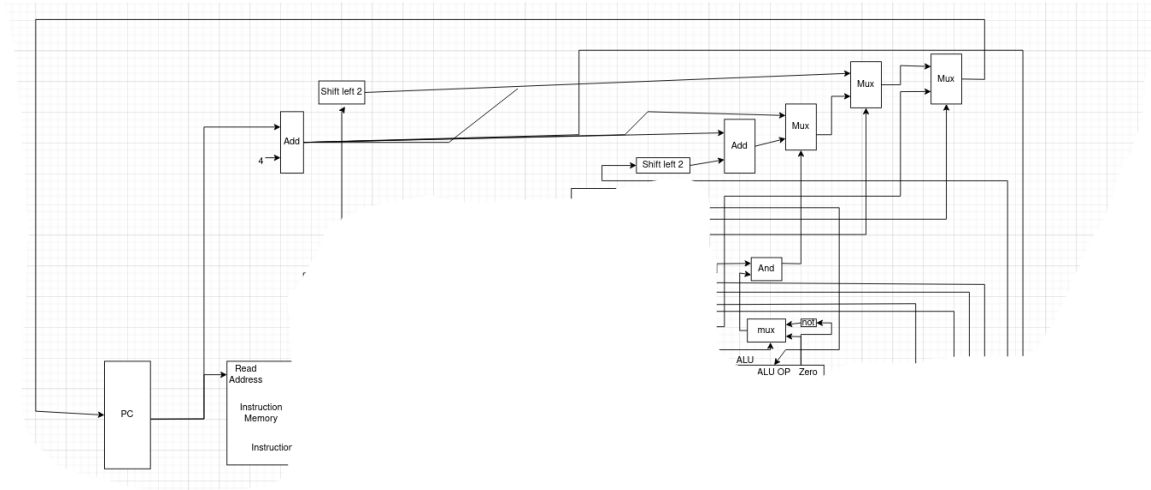 Mux
Mux
Shift left 2
Mux
Add
Add
4
Shift left 2
And
not
mux
ALU
Read
Address
ALU OP Zero
PC
Instruction
Memory
Instruction